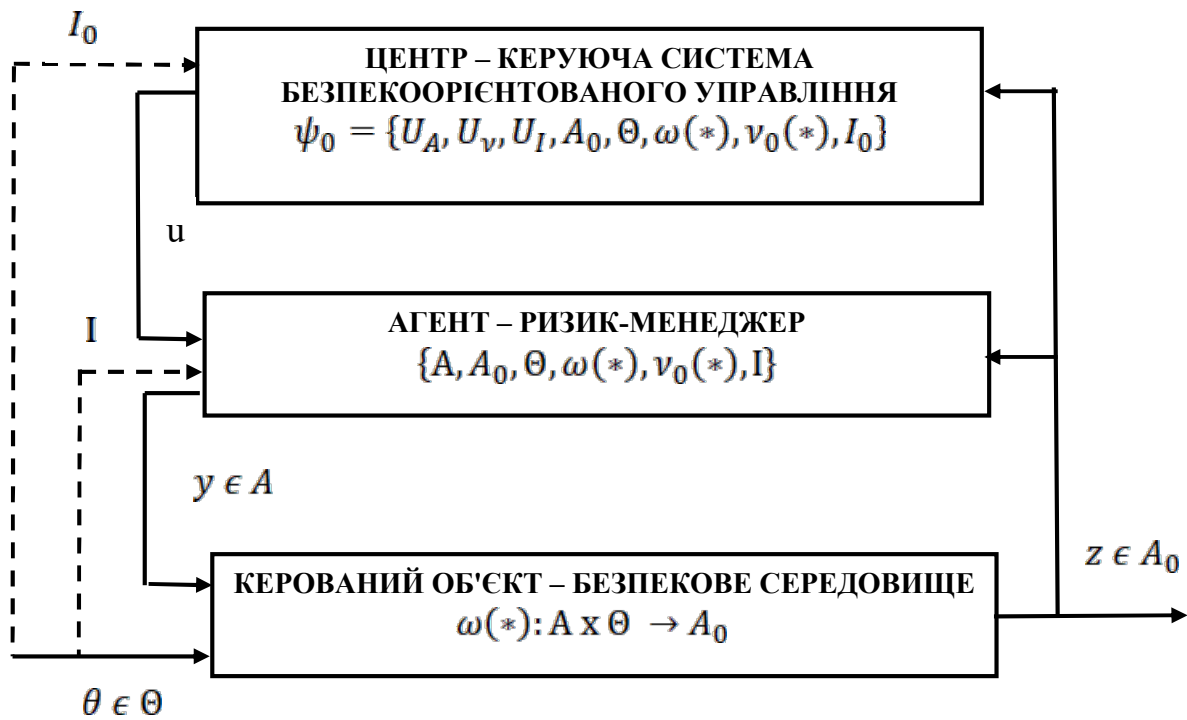 I₀
ЦЕНТР – КЕРУЮЧА СИСТЕМА
БЕЗПЕКООРІЄНТОВАНОГО УПРАВЛІННЯ
ψ₀ = {U_A, U_ν, U_I, A₀, Θ, ω(∗), ν₀(∗), I₀}
u
I
АГЕНТ – РИЗИК-МЕНЕДЖЕР
{A, A₀, Θ, ω(∗), ν₀(∗), I}
y ϵ A
z ϵ A₀
КЕРОВАНИЙ ОБ'ЄКТ – БЕЗПЕКОВЕ СЕРЕДОВИЩЕ
ω(∗): A x Θ → A₀
θ ϵ Θ